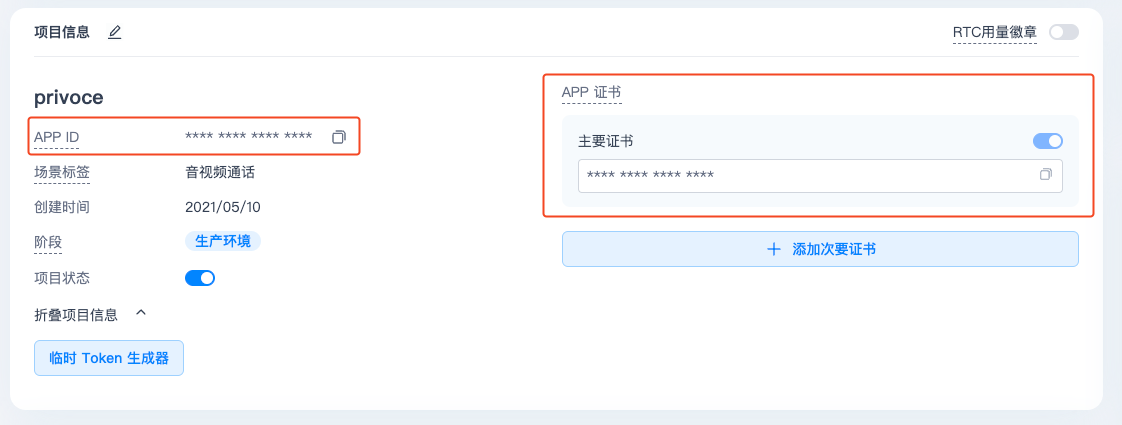 项目信息
RTC用量徽章
privoce
APP ID
**** **** **** ****
场景标签
音视频通话
创建时间
2021/05/10
阶段
生产环境
项目状态
折叠项目信息
临时 Token 生成器
APP 证书
主要证书
**** **** **** ****
添加次要证书